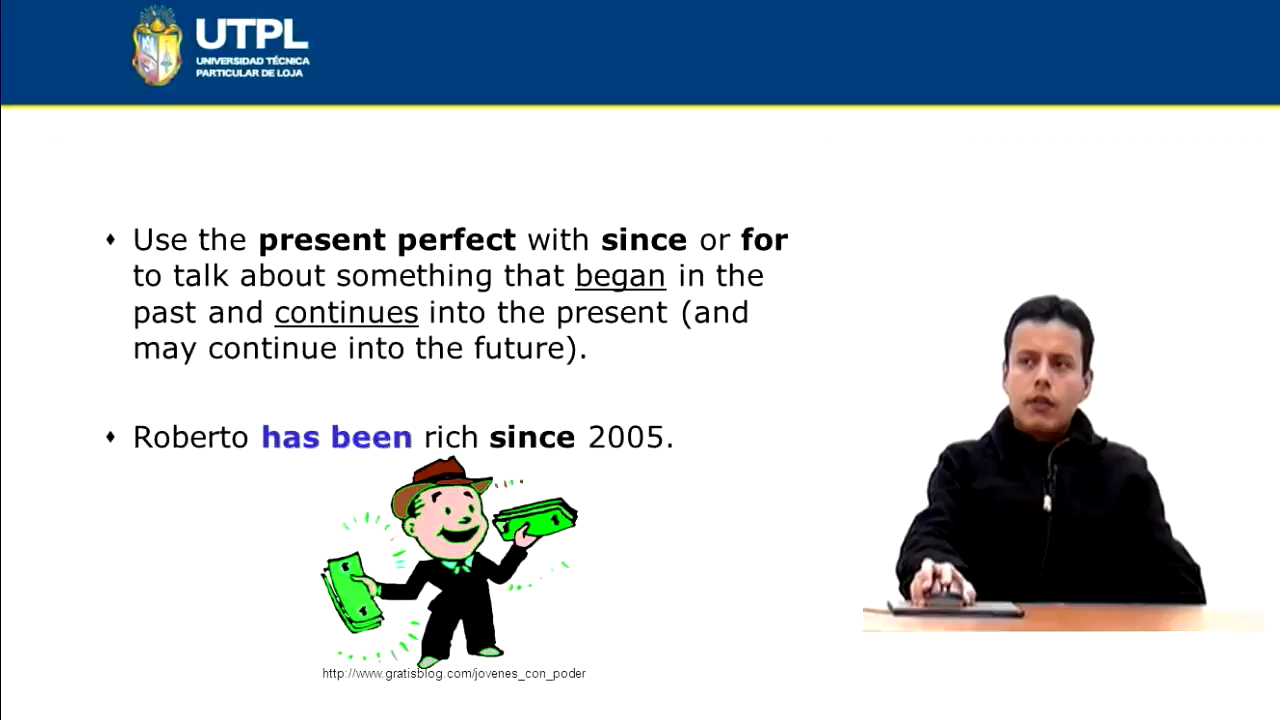 UTPL
UNIVERSIDAD TÉCNICA
PARTICULAR DE LOJA
Use the present perfect with since or for
to talk about something that began in the
past and continues into the present (and
may continue into the future).
Roberto has been rich since 2005.
http://www.gratisblog.com/jovenes_con_poder